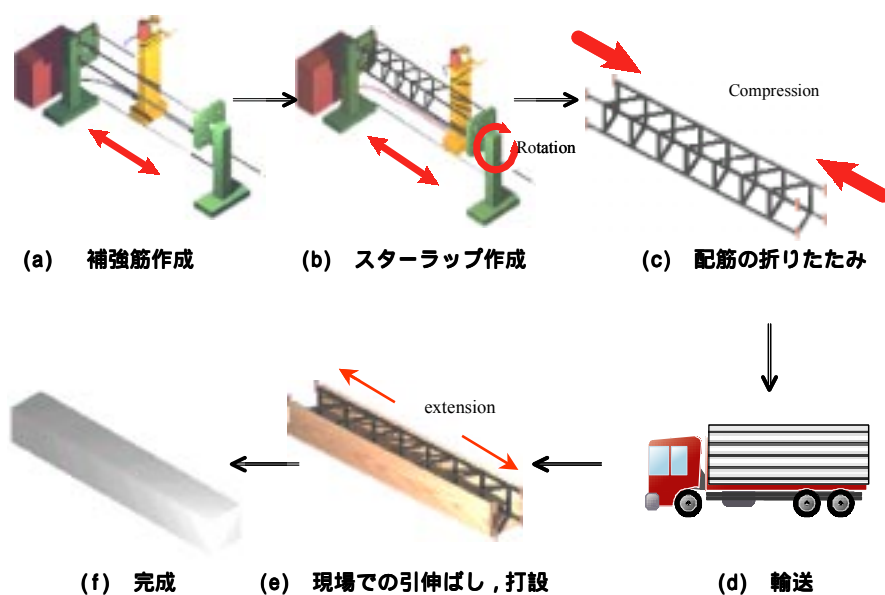 Rotation
Compression
(a) 補強筋作成
(b) スターラップ作成
(c) 配筋の折りたたみ
extension
(f) 完成
(e) 現場での引伸ばし,打設
(d) 輸送